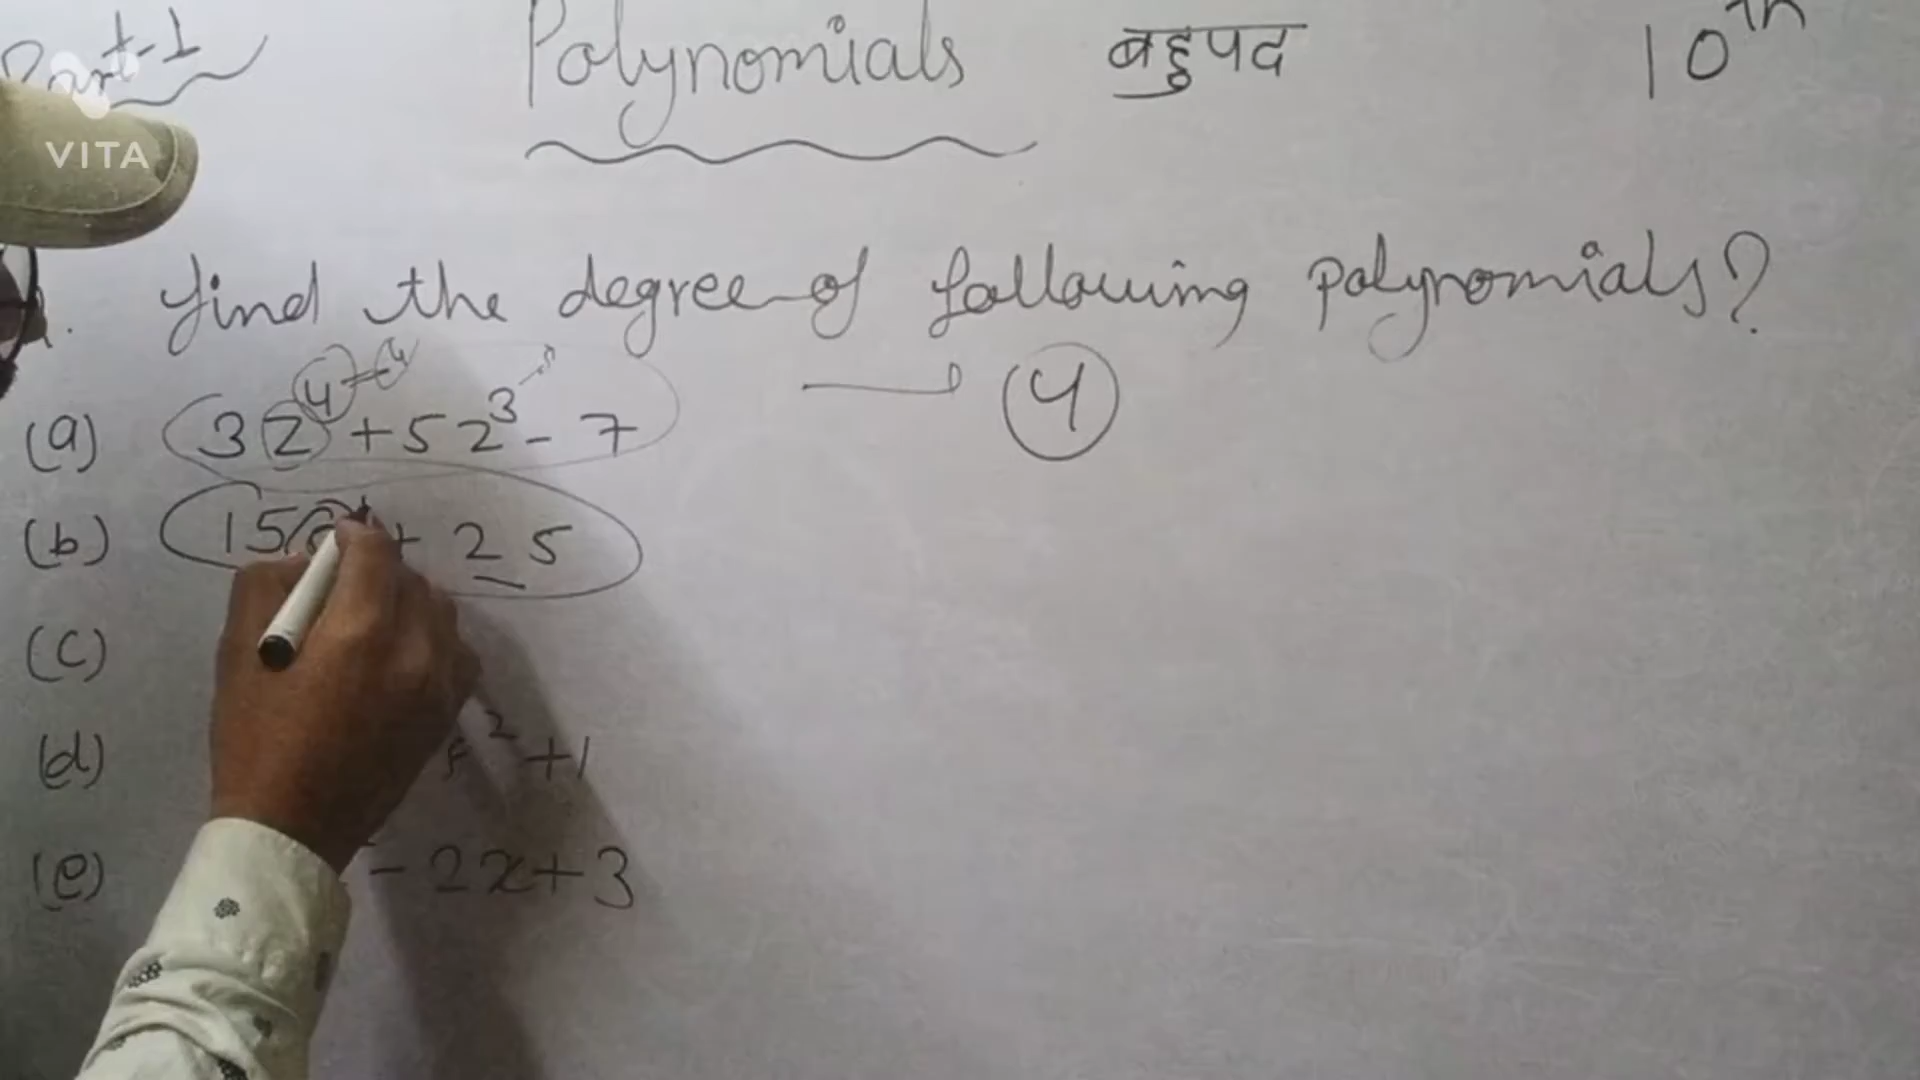 Part-1 Polynomials बहुपद 10th
VITA
find the degree of following polynomials?
(a) 3z⁴ + 5z³ - 7 4
(b) 15 + 25
(c)
(d) ² + 1
(e) - 2x + 3